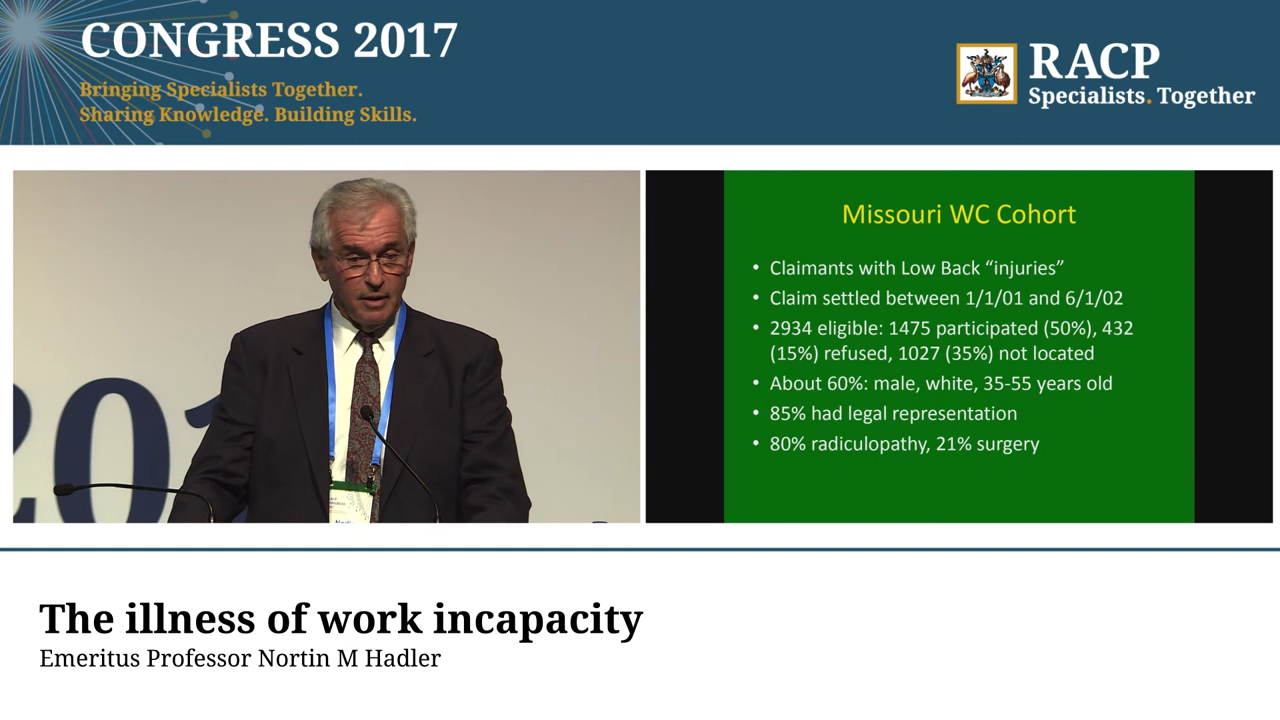 CONGRESS 2017
Bringing Specialists Together.
Sharing Knowledge. Building Skills.
RACP
Specialists. Together
201
Missouri WC Cohort
• Claimants with Low Back “injuries”
• Claim settled between 1/1/01 and 6/1/02
• 2934 eligible: 1475 participated (50%), 432
(15%) refused, 1027 (35%) not located
• About 60%: male, white, 35-55 years old
• 85% had legal representation
• 80% radiculopathy, 21% surgery
The illness of work incapacity
Emeritus Professor Nortin M Hadler